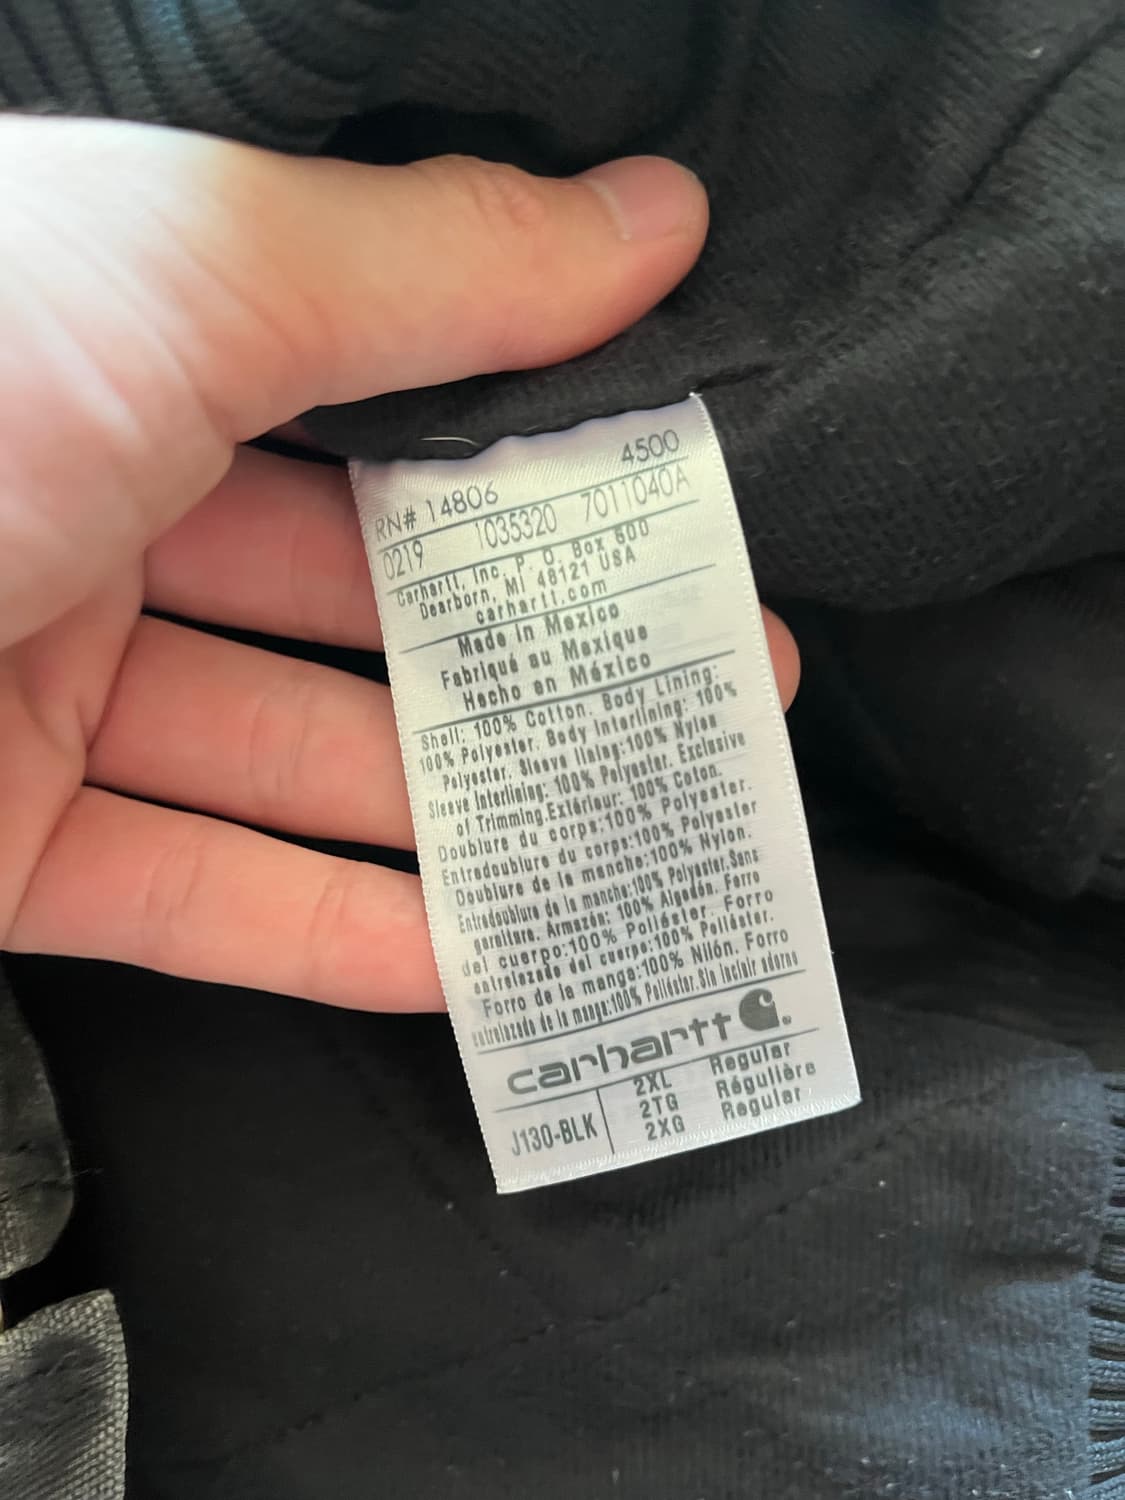 RN# 14806 4500
0219 1035320 7011040A
Carhartt, Inc. P. O. Box 600
Dearborn, MI 48121 USA
carhartt.com
Made in Mexico
Fabriqué au Mexique
Hecho en México
Shell: 100% Cotton. Body Lining:
100% Polyester. Body Interlining: 100%
Polyester. Sleeve lining:100% Nylon
Sleeve Interlining: 100% Polyester. Exclusive
of Trimming.Extérieur: 100% Coton.
Doublure du corps:100% Polyester.
Entredoublure du corps:100% Polyester
Doublure de la manche:100% Nylon.
Entredoublure de la manche:100% Polyester.Sans
garniture. Armazón: 100% Algodón. Forro
del cuerpo:100% Poliéster. Forro
entrelazado del cuerpo:100% Poliéster.
Forro de la manga:100% Nilón. Forro
entrelazado de la manga:100% Poliéster.Sin incluir adorno
carhartt
J130-BLK
2XL Regular
2TG Régulière
2XG Regular